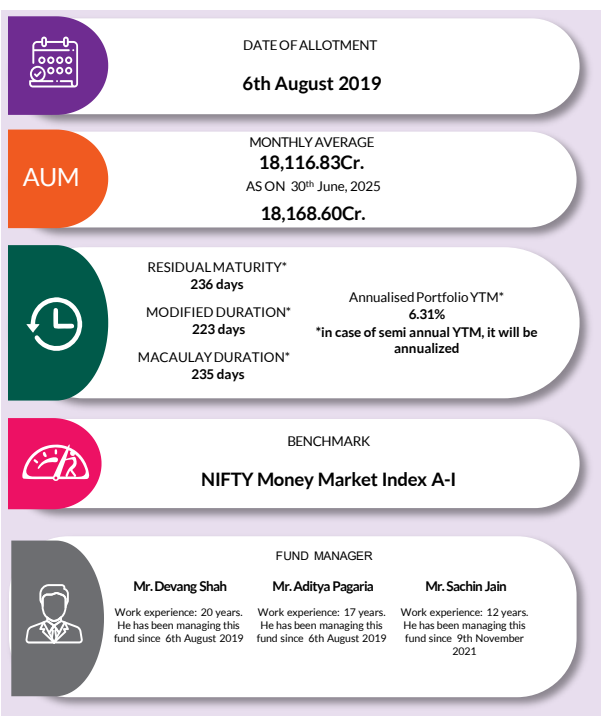 DATE OF ALLOTMENT
6th August 2019
AUM
MONTHLY AVERAGE
18,116.83Cr.
AS ON 30th June, 2025
18,168.60Cr.
RESIDUAL MATURITY*
236 days
MODIFIED DURATION*
223 days
MACAULAY DURATION*
235 days
Annualised Portfolio YTM*
6.31%
*in case of semi annual YTM, it will be
annualized
BENCHMARK
NIFTY Money Market Index A-I
FUND MANAGER
Mr. Devang Shah
Work experience: 20 years.
He has been managing this
fund since 6th August 2019
Mr. Aditya Pagaria
Work experience: 17 years.
He has been managing this
fund since 6th August 2019
Mr. Sachin Jain
Work experience: 12 years.
He has been managing this
fund since 9th November
2021